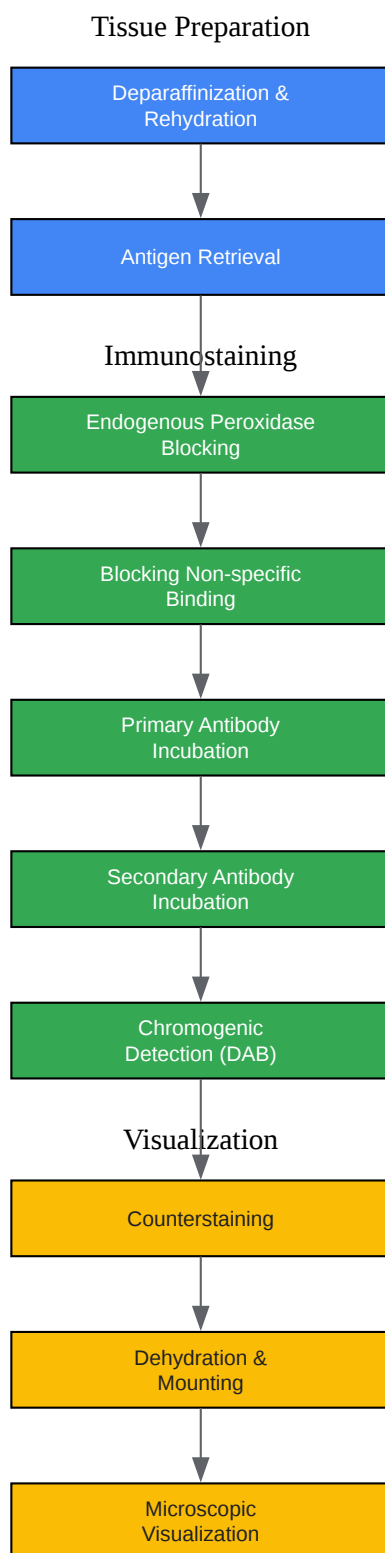 Tissue Preparation
Deparaffinization &
Rehydration
Antigen Retrieval
Immunostaining
Endogenous Peroxidase
Blocking
Blocking Non-specific
Binding
Primary Antibody
Incubation
Secondary Antibody
Incubation
Chromogenic
Detection (DAB)
Visualization
Counterstaining
Dehydration &
Mounting
Microscopic
Visualization